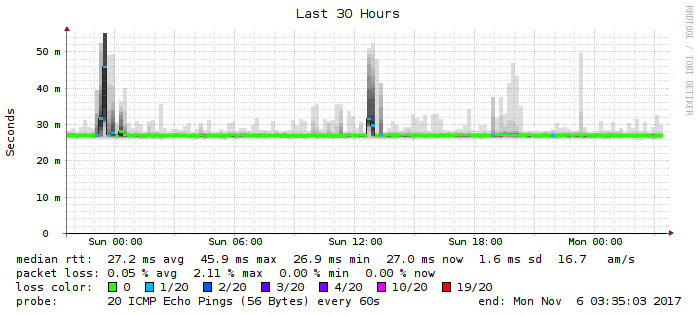 Last 30 Hours
RRDTOOL / TOBI OETIKER
Seconds
50 m
40 m
30 m
20 m
10 m
0
Sun 00:00 Sun 06:00 Sun 12:00 Sun 18:00 Mon 00:00
median rtt: 27.2 ms avg 45.9 ms max 26.9 ms min 27.0 ms now 1.6 ms sd 16.7 am/s
packet loss: 0.05 % avg 2.11 % max 0.00 % min 0.00 % now
loss color: 0 1/20 2/20 3/20 4/20 10/20 19/20
probe: 20 ICMP Echo Pings (56 Bytes) every 60s end: Mon Nov 6 03:35:03 2017